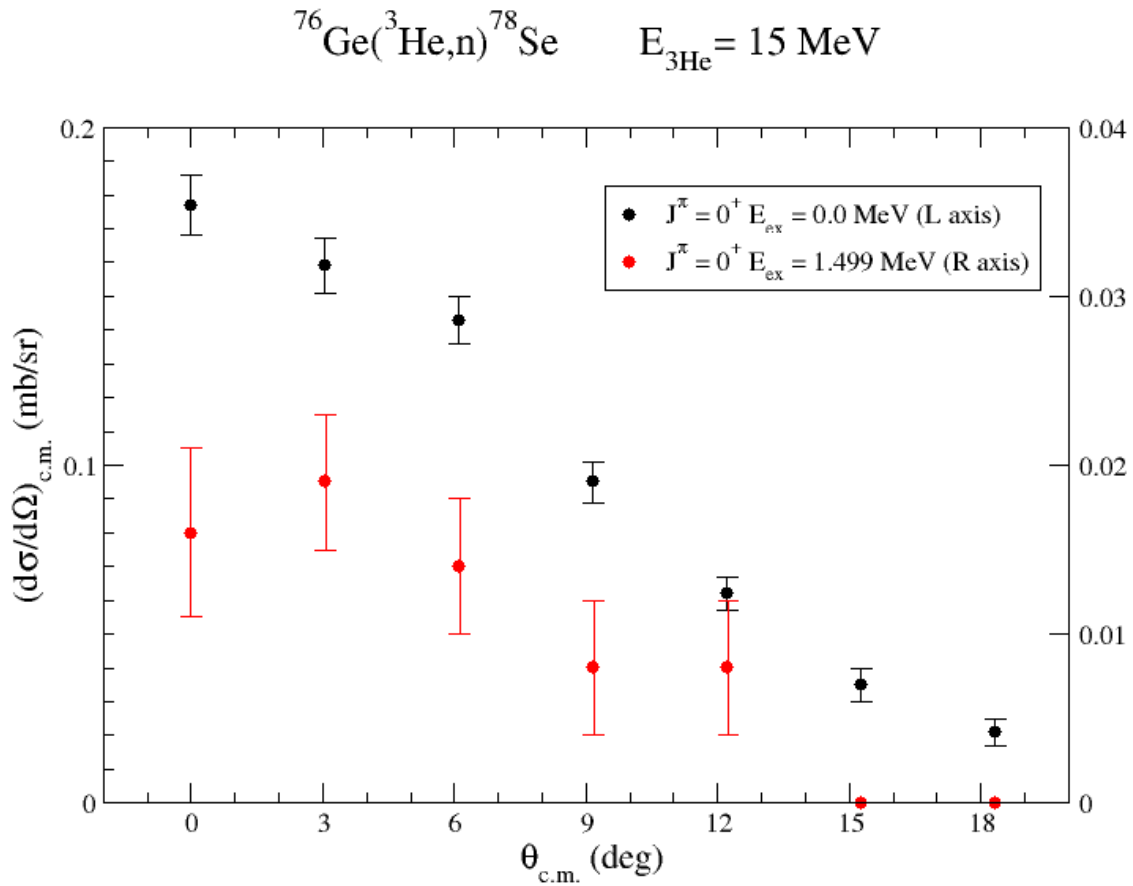 ⁷⁶Ge(³He,n)⁷⁸Se E₃He = 15 MeV
0.2
0.1
0
(dσ/dΩ)c.m. (mb/sr)
J^π = 0⁺ Eex = 0.0 MeV (L axis)
J^π = 0⁺ Eex = 1.499 MeV (R axis)
0.04
0.03
0.02
0.01
0
0 3 6 9 12 15 18
θc.m. (deg)